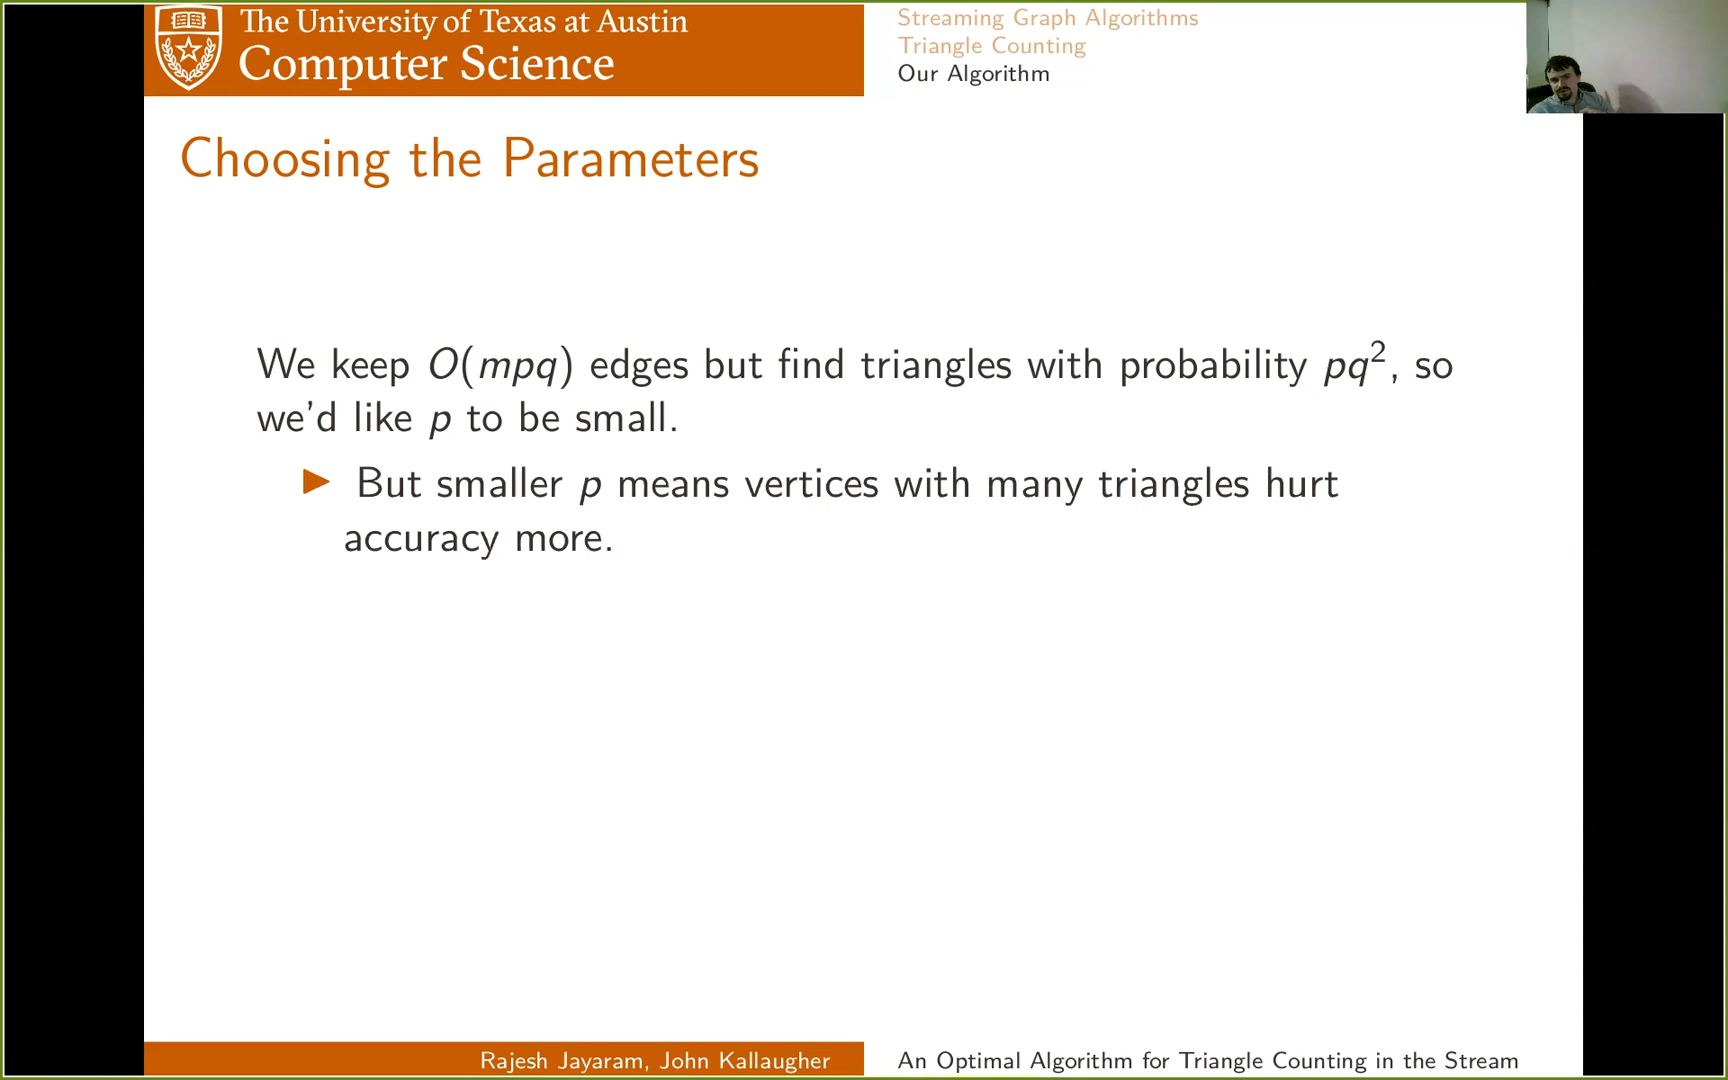 The University of Texas at Austin
Computer Science
Streaming Graph Algorithms
Triangle Counting
Our Algorithm
Choosing the Parameters
We keep O(mpq) edges but find triangles with probability pq², so
we'd like p to be small.
▶ But smaller p means vertices with many triangles hurt
accuracy more.
Rajesh Jayaram, John Kallaugher
An Optimal Algorithm for Triangle Counting in the Stream